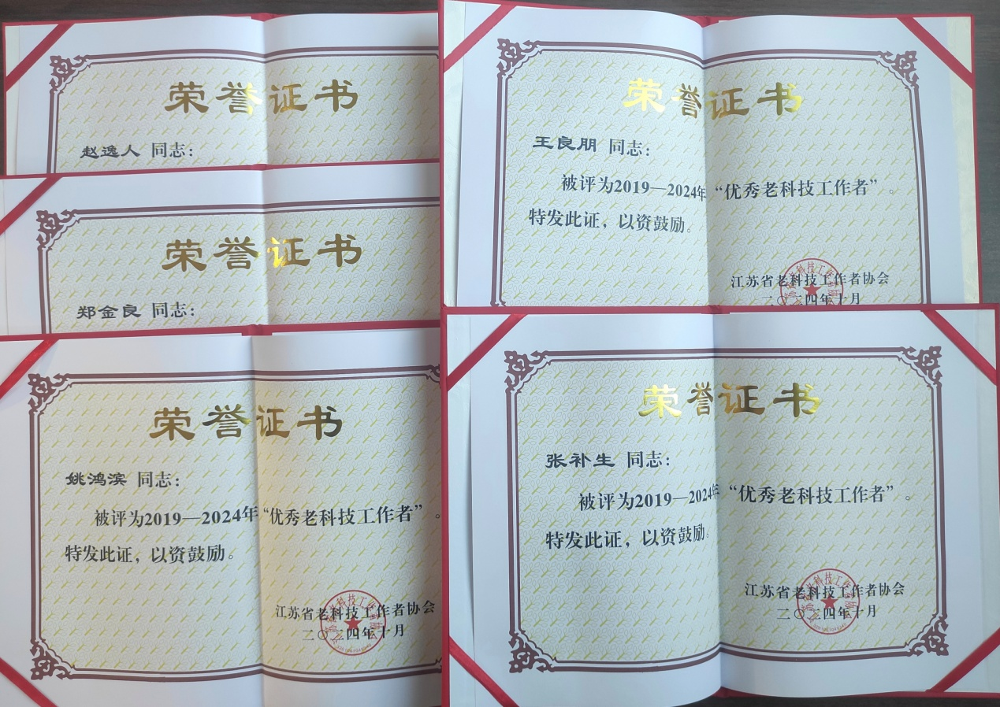 荣誉证书
赵逸人 同志：
荣誉证书
郑金良 同志：
荣誉证书
姚鸿滨 同志：
被评为2019—2024年“优秀老科技工作者”。
特发此证，以资鼓励。
江苏省老科技工作者协会
二〇二四年十月
荣誉证书
王良朋 同志：
被评为2019—2024年“优秀老科技工作者”。
特发此证，以资鼓励。
江苏省老科技工作者协会
二〇二四年十月
荣誉证书
张补生 同志：
被评为2019—2024年“优秀老科技工作者”。
特发此证，以资鼓励。
江苏省老科技工作者协会
二〇二四年十月